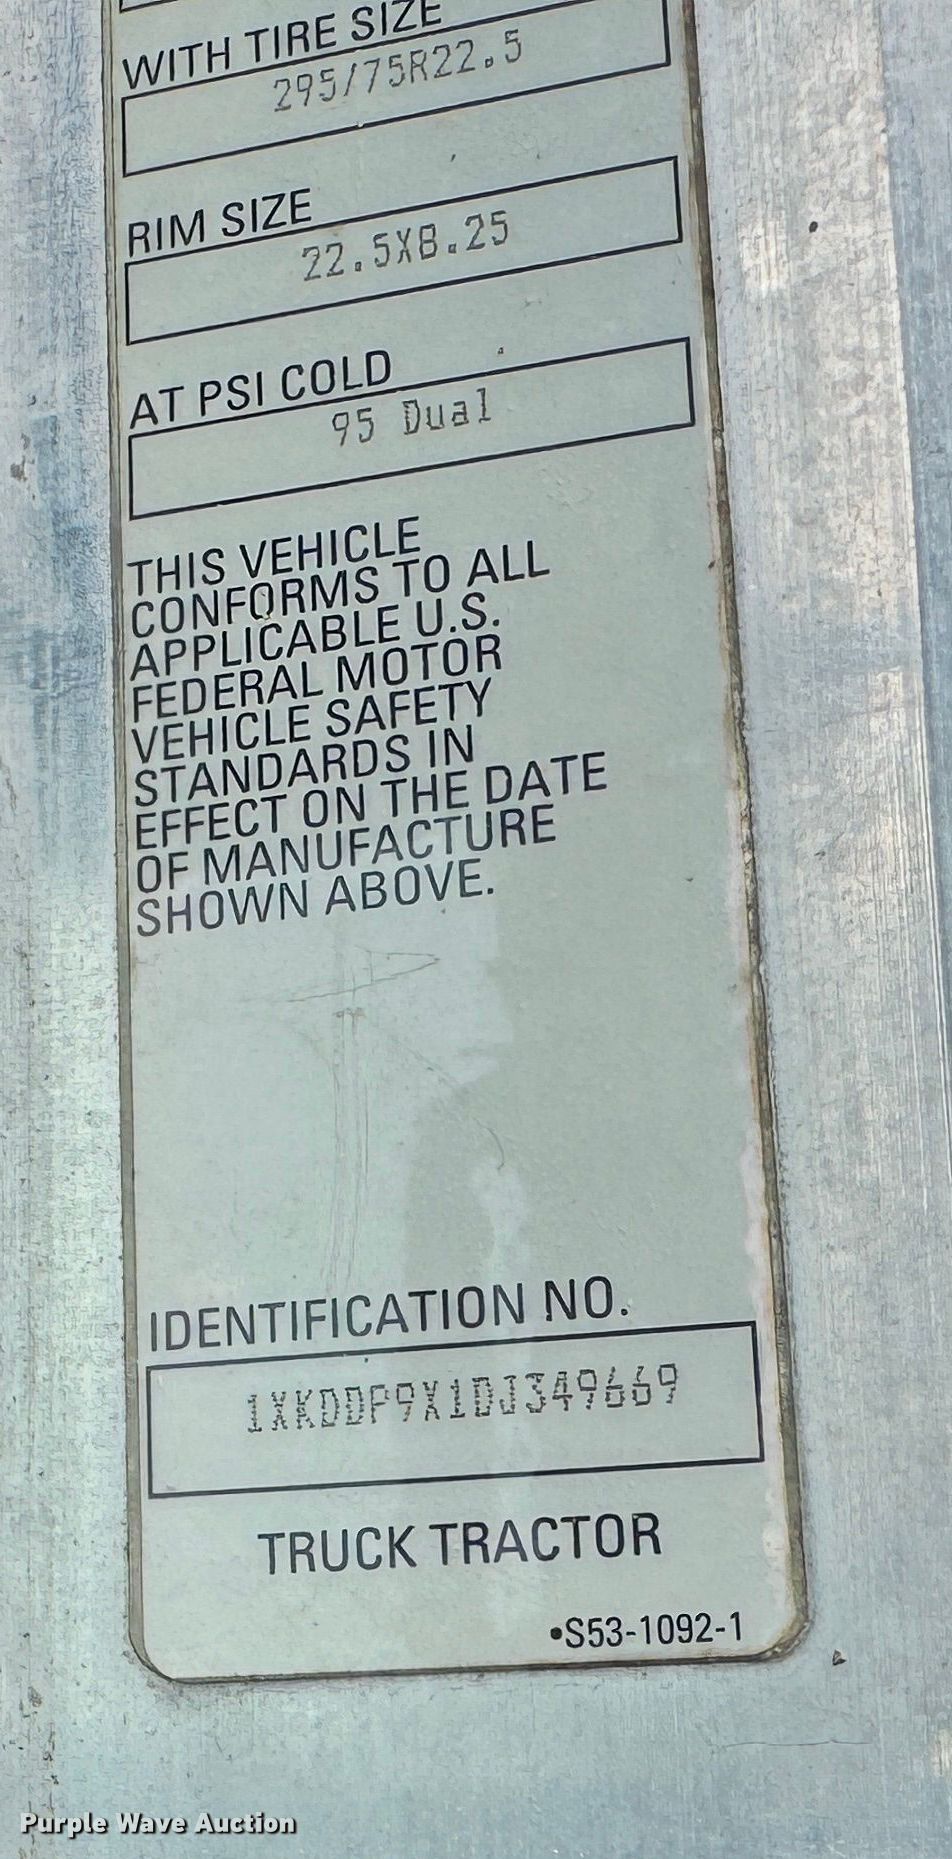 WITH TIRE SIZE
295/75R22.5
RIM SIZE
22.5X8.25
AT PSI COLD
95 Dual
THIS VEHICLE
CONFORMS TO ALL
APPLICABLE U.S.
FEDERAL MOTOR
VEHICLE SAFETY
STANDARDS IN
EFFECT ON THE DATE
OF MANUFACTURE
SHOWN ABOVE.
IDENTIFICATION NO.
1XKDDP9X1DJ349669
TRUCK TRACTOR
•S53-1092-1
Purple Wave Auction